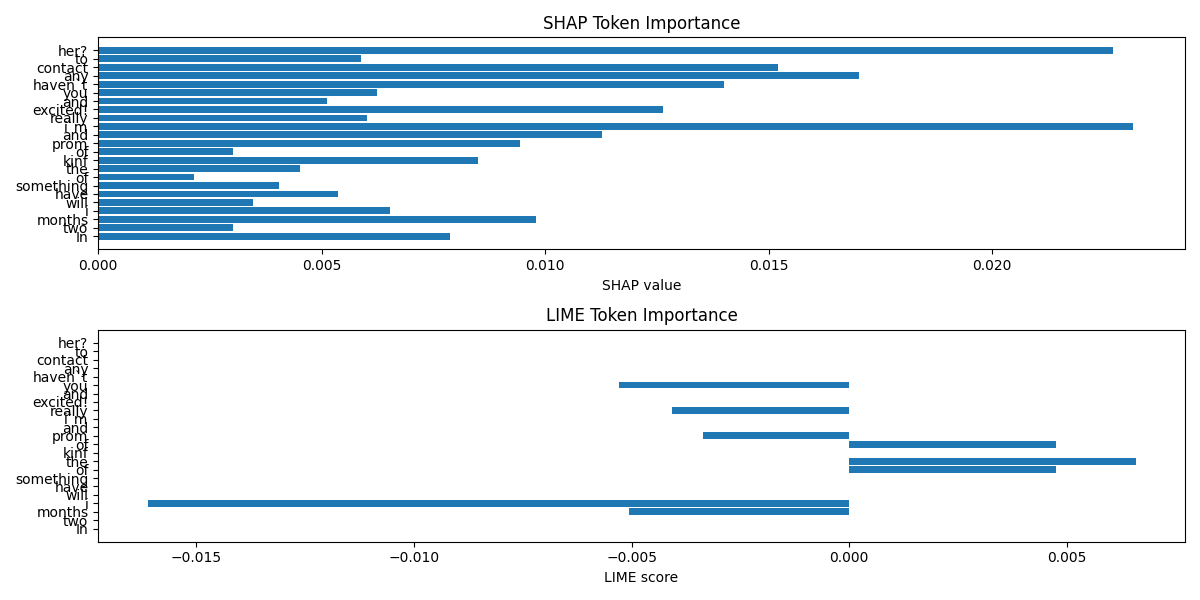 SHAP Token Importance
her?
to
contact
any
haven't
you
and
excited!
really
i'm
and
prom
of
kinf
the
of
something
have
will
i
months
two
in
0.000 0.005 0.010 0.015 0.020
SHAP value
LIME Token Importance
her?
to
contact
any
haven't
you
and
excited!
really
i'm
and
prom
of
kinf
the
of
something
have
will
i
months
two
in
−0.015 −0.010 −0.005 0.000 0.005
LIME score